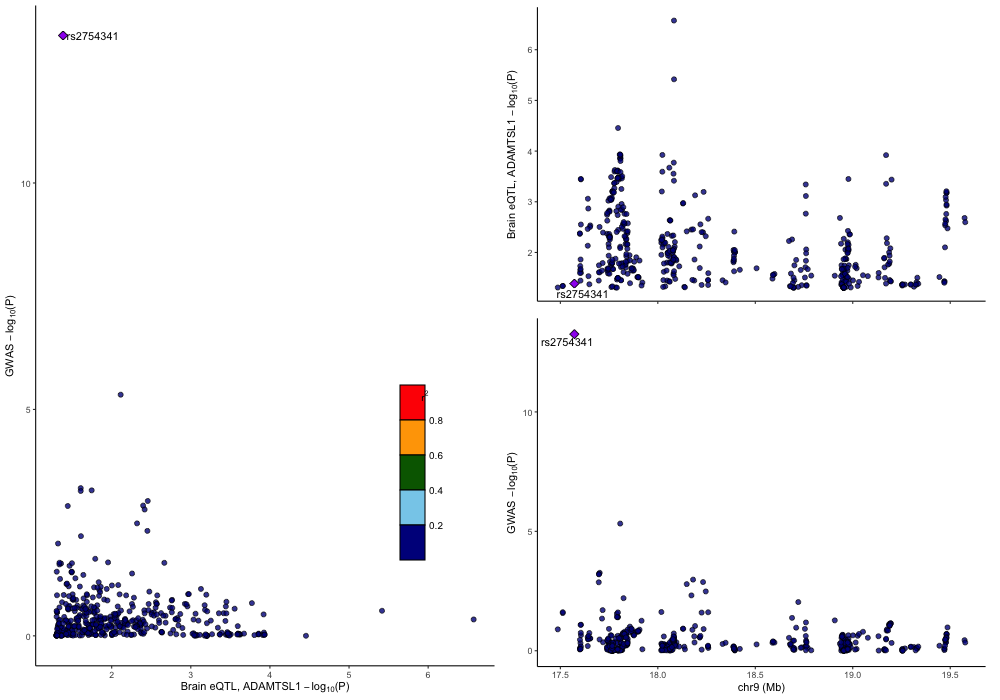 rs2754341
10
5
0
GWAS −log10(P)
2
3
4
5
6
Brain eQTL, ADAMTSL1 −log10(P)
r2
0.8
0.6
0.4
0.2
6
5
4
3
2
Brain eQTL, ADAMTSL1 −log10(P)
rs2754341
rs2754341
10
5
0
GWAS −log10(P)
17.5
18.0
18.5
19.0
19.5
chr9 (Mb)